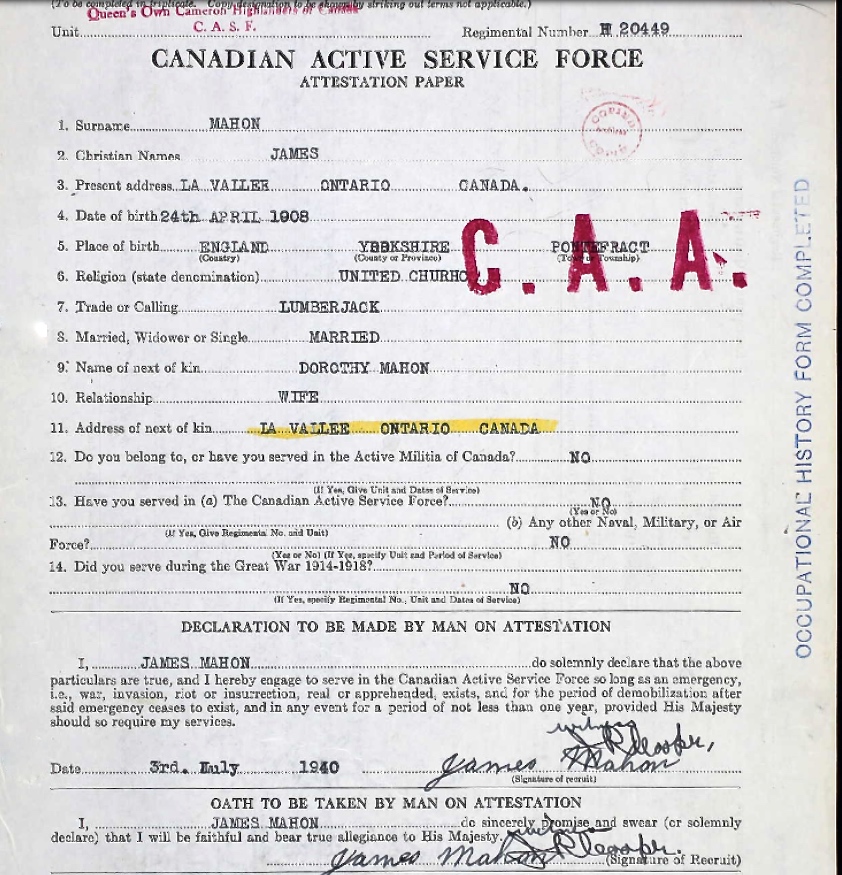 (To be completed in triplicate. Copy designation to be shown by striking out terms not applicable.)
Queen's Own Cameron Highlanders of Canada
C. A. S. F.
Unit Regimental Number H 20449
CANADIAN ACTIVE SERVICE FORCE
ATTESTATION PAPER
1. Surname MAHON
2. Christian Names JAMES
3. Present address LA VALLEE ONTARIO CANADA.
4. Date of birth 24th APRIL 1908
5. Place of birth ENGLAND YORKSHIRE PONTEFRACT
(Country) (County or Province) (Town or Township)
C. A. A.
6. Religion (state denomination) UNITED CHURHC
7. Trade or Calling LUMBERJACK
8. Married, Widower or Single MARRIED
9. Name of next of kin DOROTHY MAHON
10. Relationship WIFE
11. Address of next of kin LA VALLEE ONTARIO CANADA
12. Do you belong to, or have you served in the Active Militia of Canada? NO
(If Yes, Give Unit and Dates of Service)
13. Have you served in (a) The Canadian Active Service Force? NO
(Yes or No)
(b) Any other Naval, Military, or Air
(If Yes, Give Regimental No. and Unit)
Force? NO
(Yes or No) (If Yes, specify Unit and Period of Service)
14. Did you serve during the Great War 1914-1918?
NO
(If Yes, specify Regimental No., Unit and Dates of Service)
DECLARATION TO BE MADE BY MAN ON ATTESTATION
I, JAMES MAHON do solemnly declare that the above
particulars are true, and I hereby engage to serve in the Canadian Active Service Force so long as an emergency,
i.e., war, invasion, riot or insurrection, real or apprehended, exists, and for the period of demobilization after
said emergency ceases to exist, and in any event for a period of not less than one year, provided His Majesty
should so require my services.
witness
Date 3rd. July 1940 James Mahon
(Signature of recruit)
OATH TO BE TAKEN BY MAN ON ATTESTATION
I, JAMES MAHON do sincerely promise and swear (or solemnly
declare) that I will be faithful and bear true allegiance to His Majesty.
James Mahon (Signature of Recruit)
COPIED
OCCUPATIONAL HISTORY FORM COMPLETED